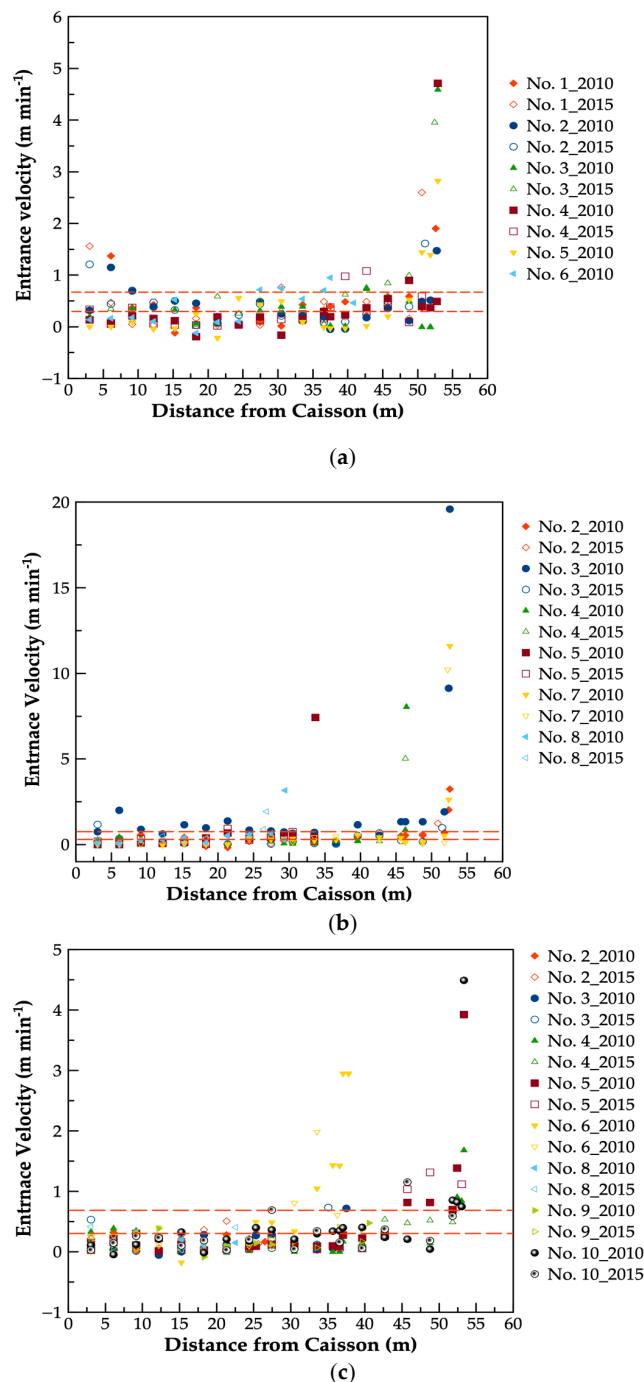 6
5
4
3
2
1
0
−1
Entrance velocity (m min⁻¹)
0 5 10 15 20 25 30 35 40 45 50 55 60
Distance from Caisson (m)
No. 1_2010
No. 1_2015
No. 2_2010
No. 2_2015
No. 3_2010
No. 3_2015
No. 4_2010
No. 4_2015
No. 5_2010
No. 6_2010
(a)
20
15
10
5
0
Entrnace Velocity (m min⁻¹)
0 5 10 15 20 25 30 35 40 45 50 55 60
Distance from Caisson (m)
No. 2_2010
No. 2_2015
No. 3_2010
No. 3_2015
No. 4_2010
No. 4_2015
No. 5_2010
No. 5_2015
No. 7_2010
No. 7_2010
No. 8_2010
No. 8_2015
(b)
5
4
3
2
1
0
−1
Entrnace Velocity (m min⁻¹)
0 5 10 15 20 25 30 35 40 45 50 55 60
Distance from Caisson (m)
No. 2_2010
No. 2_2015
No. 3_2010
No. 3_2015
No. 4_2010
No. 4_2015
No. 5_2010
No. 5_2015
No. 6_2010
No. 6_2010
No. 8_2010
No. 8_2015
No. 9_2010
No. 9_2015
No. 10_2010
No. 10_2015
(c)